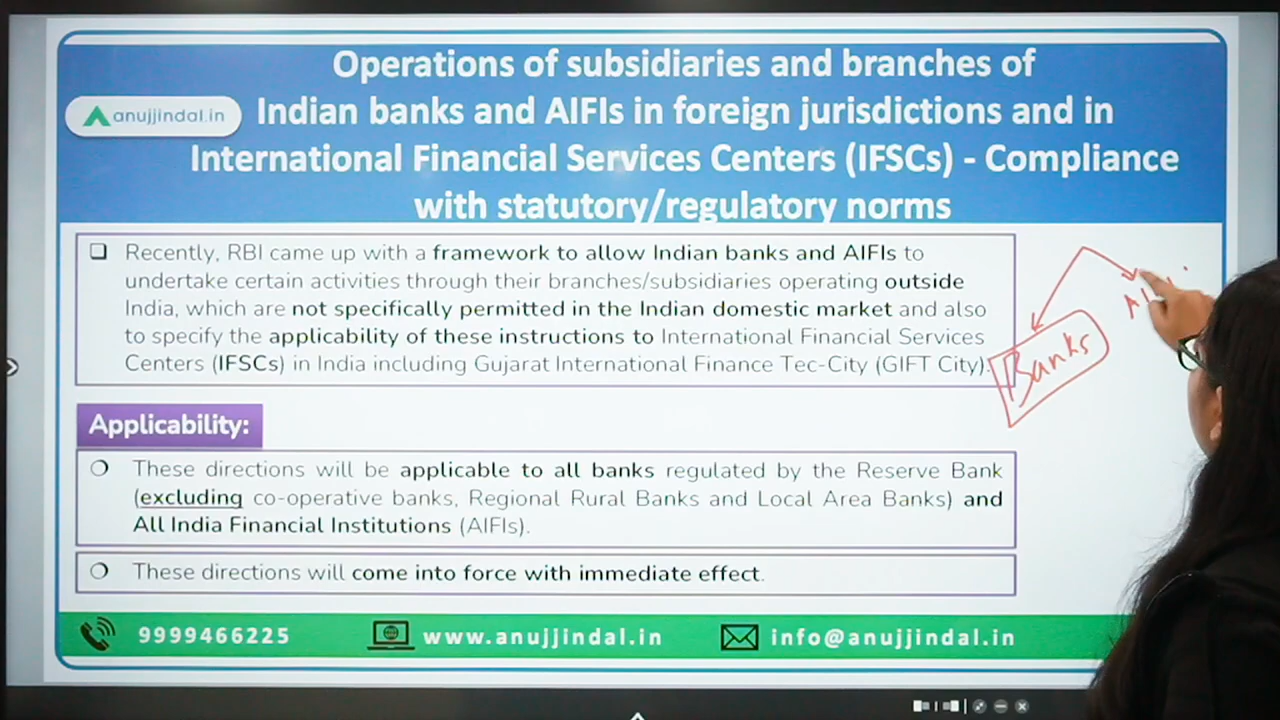 Operations of subsidiaries and branches of
anujjindal.in
Indian banks and AIFIs in foreign jurisdictions and in
International Financial Services Centers (IFSCs) - Compliance
with statutory/regulatory norms
Recently, RBI came up with a framework to allow Indian banks and AIFIs to
undertake certain activities through their branches/subsidiaries operating outside
India, which are not specifically permitted in the Indian domestic market and also
to specify the applicability of these instructions to International Financial Services
Centers (IFSCs) in India including Gujarat International Finance Tec-City (GIFT City).
Banks
Applicability:
These directions will be applicable to all banks regulated by the Reserve Bank
(excluding co-operative banks, Regional Rural Banks and Local Area Banks) and
All India Financial Institutions (AIFIs).
These directions will come into force with immediate effect.
9999466225
www.anujjindal.in
info@anujjindal.in